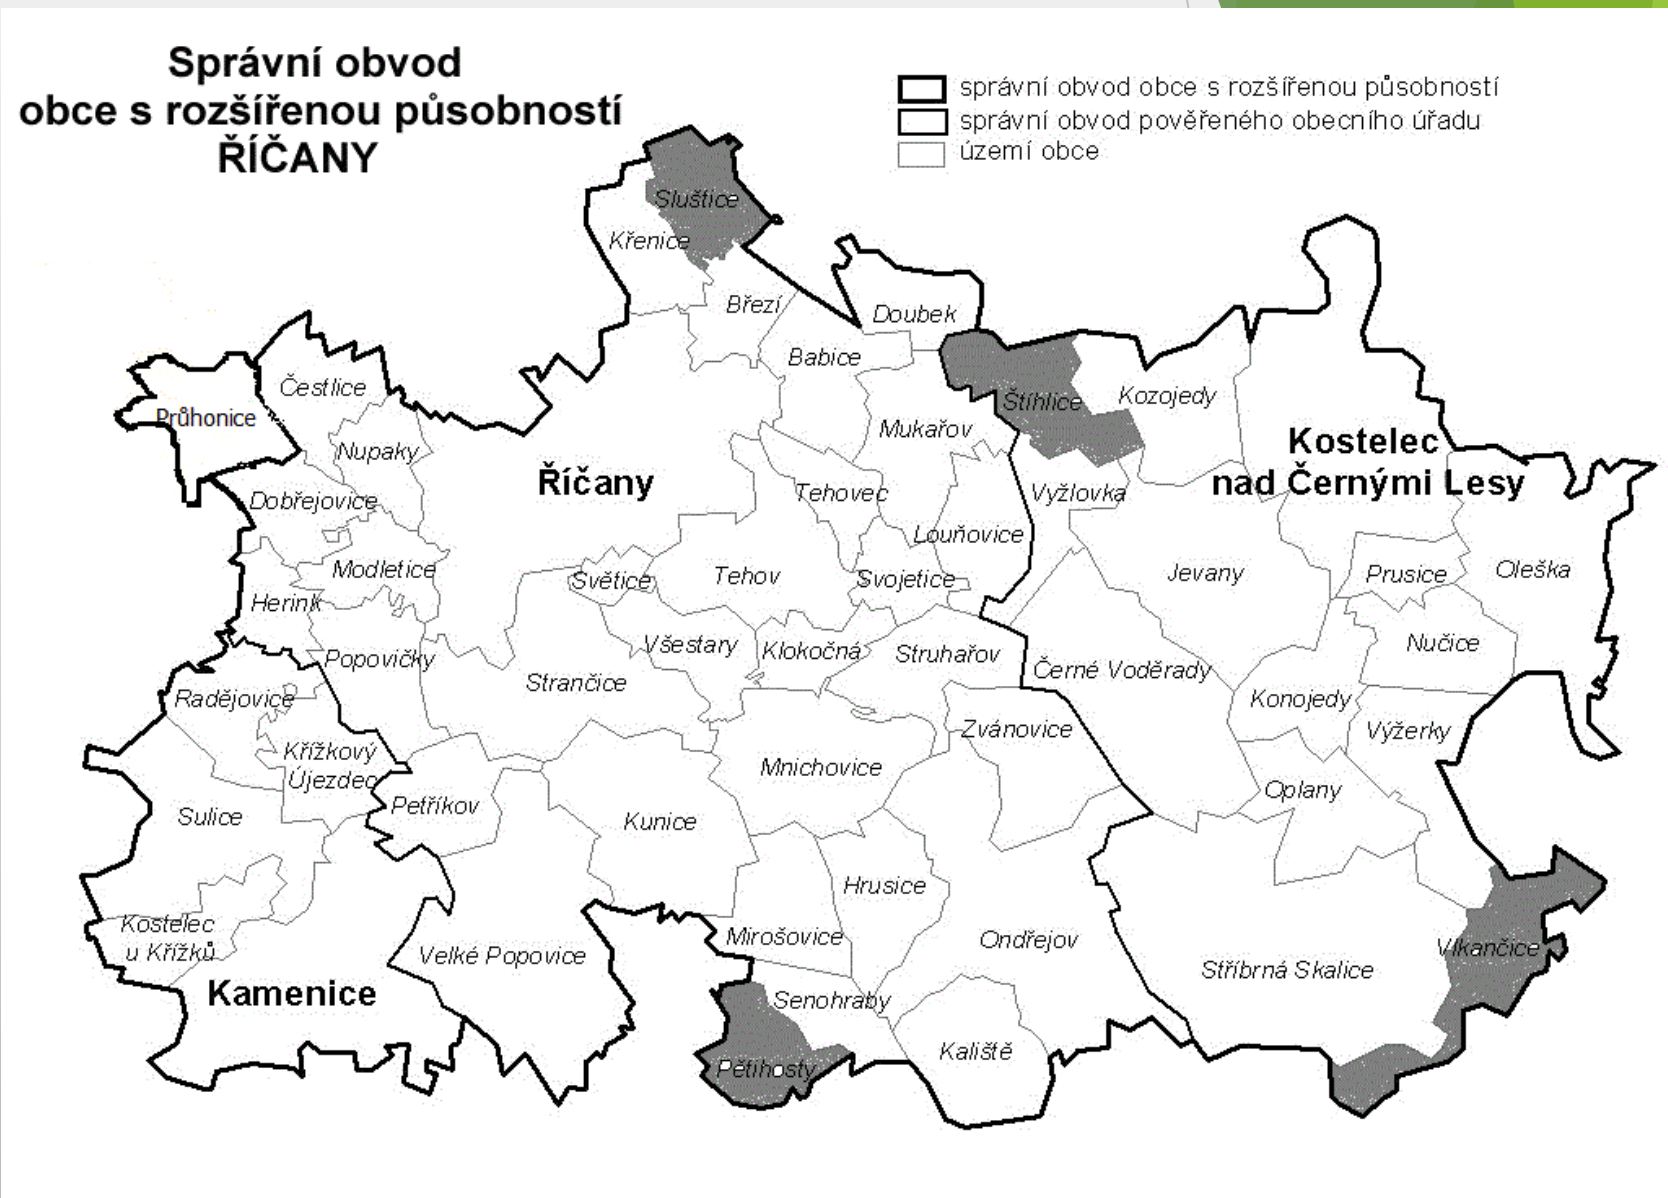 Správní obvod
obce s rozšířenou působností
ŘÍČANY
správní obvod obce s rozšířenou působností
správní obvod pověřeného obecního úřadu
území obce
Sluštice
Křenice
Březí
Doubek
Babice
Čestlice
Průhonice
Nupaky
Štíhlice
Kozojedy
Mukařov
Kostelec
nad Černými Lesy
Říčany
Dobřejovice
Tehovec
Vyžlovka
Louňovice
Modletice
Světice
Tehov
Svojetice
Jevany
Prusice
Oleška
Herink
Popovičky
Všestary
Klokočná
Struhařov
Nučice
Strančice
Černé Voděrady
Radějovice
Konojedy
Zvánovice
Výžerky
Křížkový
Újezdec
Mnichovice
Petříkov
Oplany
Sulice
Kunice
Hrusice
Kostelec
u Křížků
Mirošovice
Ondřejov
Vlkančice
Velké Popovice
Stříbrná Skalice
Kamenice
Senohraby
Kaliště
Pětihosty